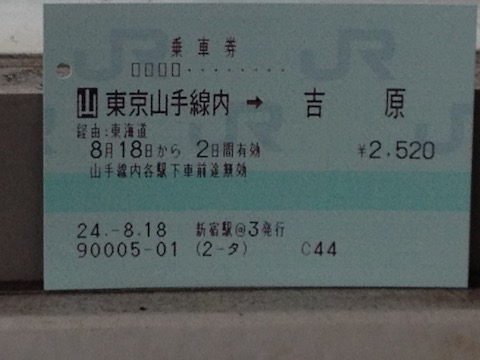 乗車券
□□□□・・・・・・・・
山 東京山手線内 → 吉原
経由:東海道
8月18日から 2日間有効 ¥2,520
山手線内各駅下車前途無効
24.-8.18 新宿駅@3発行
90005-01 (2-タ) C44